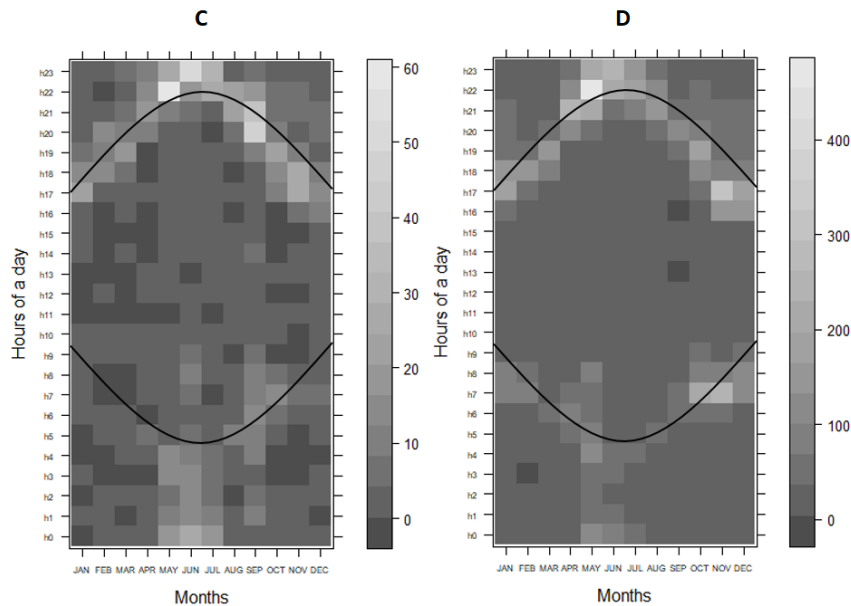 C
D
h23
h22
h21
h20
h19
h18
h17
h16
h15
h14
h13
h12
h11
h10
h9
h8
h7
h6
h5
h4
h3
h2
h1
h0
JAN FEB MAR APR MAY JUN JUL AUG SEP OCT NOV DEC
Months
Hours of a day
60
50
40
30
20
10
0
h23
h22
h21
h20
h19
h18
h17
h16
h15
h14
h13
h12
h11
h10
h9
h8
h7
h6
h5
h4
h3
h2
h1
h0
JAN FEB MAR APR MAY JUN JUL AUG SEP OCT NOV DEC
Months
Hours of a day
400
300
200
100
0